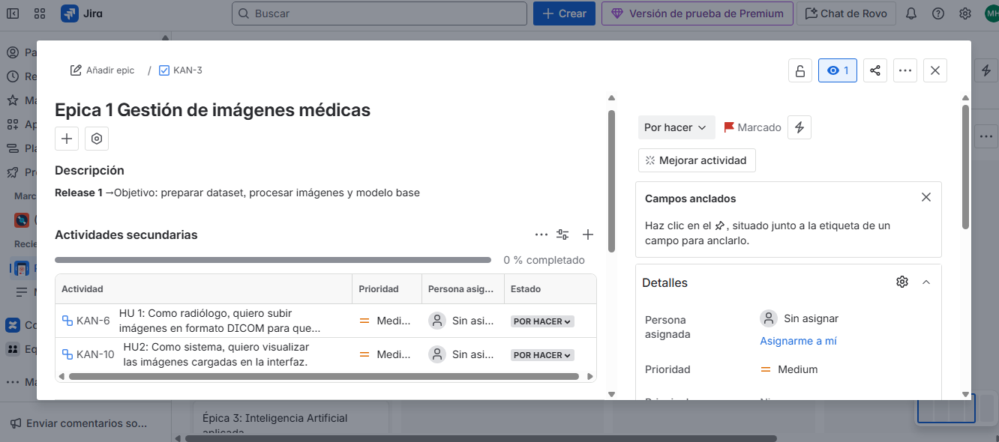 Jira
Buscar
Crear
Versión de prueba de Premium
Chat de Rovo
MH
Pa
Re
Ma
Ap
Pla
Pr
Marc
Recie
Co
Eq
Ma
Enviar comentarios so...
Añadir epic / KAN-3
1
Epica 1 Gestión de imágenes médicas
Descripción
Release 1 →Objetivo: preparar dataset, procesar imágenes y modelo base
Actividades secundarias
0 % completado
Actividad Prioridad Persona asig... Estado
KAN-6 HU 1: Como radiólogo, quiero subir
imágenes en formato DICOM para que...
Medi... Sin asi... POR HACER
KAN-10 HU2: Como sistema, quiero visualizar
las imágenes cargadas en la interfaz.
Medi... Sin asi... POR HACER
Por hacer
Marcado
Mejorar actividad
Campos anclados
Haz clic en el , situado junto a la etiqueta de un
campo para anclarlo.
Detalles
Persona
asignada
Sin asignar
Asignarme a mí
Prioridad
Medium
Épica 3: Inteligencia Artificial
aplicada